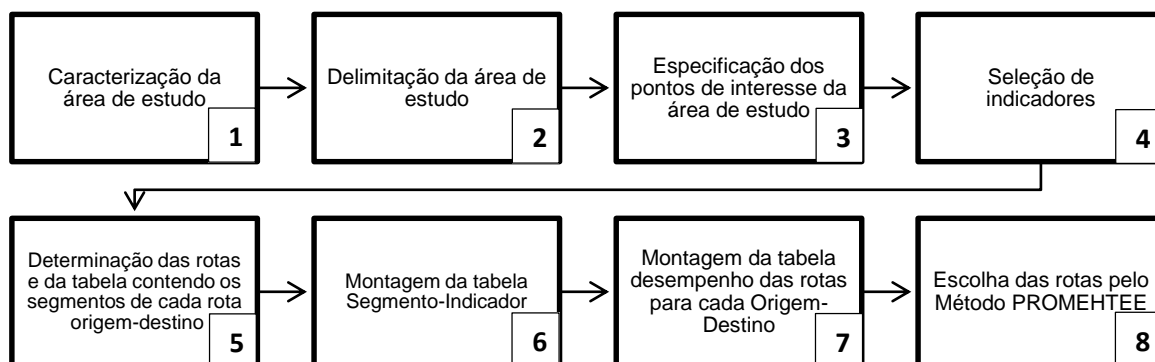 Caracterização da
área de estudo
1
Delimitação da área de
estudo
2
Especificação dos
pontos de interesse da
área de estudo
3
Seleção de
indicadores
4
Determinação das rotas
e da tabela contendo os
segmentos de cada rota
origem-destino
5
Montagem da tabela
Segmento-Indicador
6
Montagem da tabela
desempenho das rotas
para cada Origem-
Destino
7
Escolha das rotas pelo
Método PROMEHTEE
8